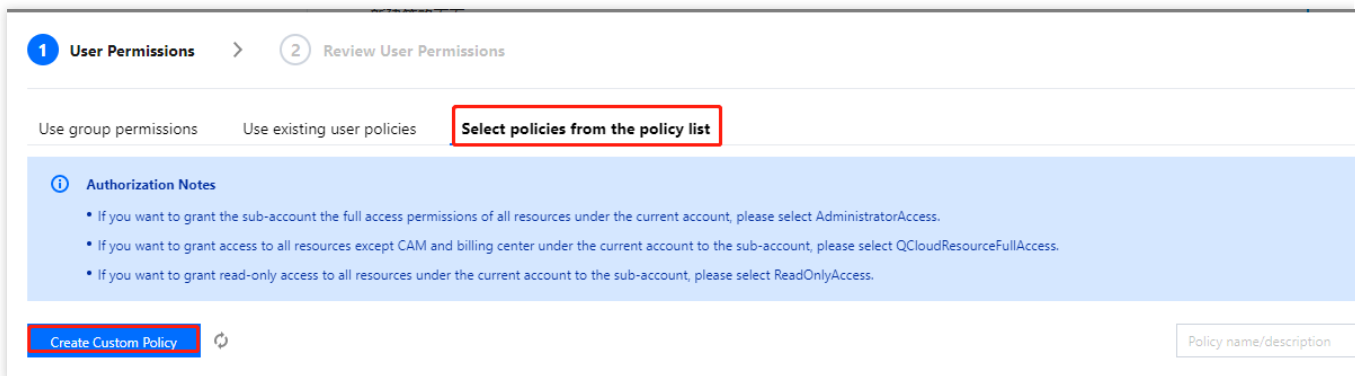 1 User Permissions > 2 Review User Permissions
Use group permissions Use existing user policies Select policies from the policy list
Authorization Notes
• If you want to grant the sub-account the full access permissions of all resources under the current account, please select AdministratorAccess.
• If you want to grant access to all resources except CAM and billing center under the current account to the sub-account, please select QCloudResourceFullAccess.
• If you want to grant read-only access to all resources under the current account to the sub-account, please select ReadOnlyAccess.
Create Custom Policy Policy name/description